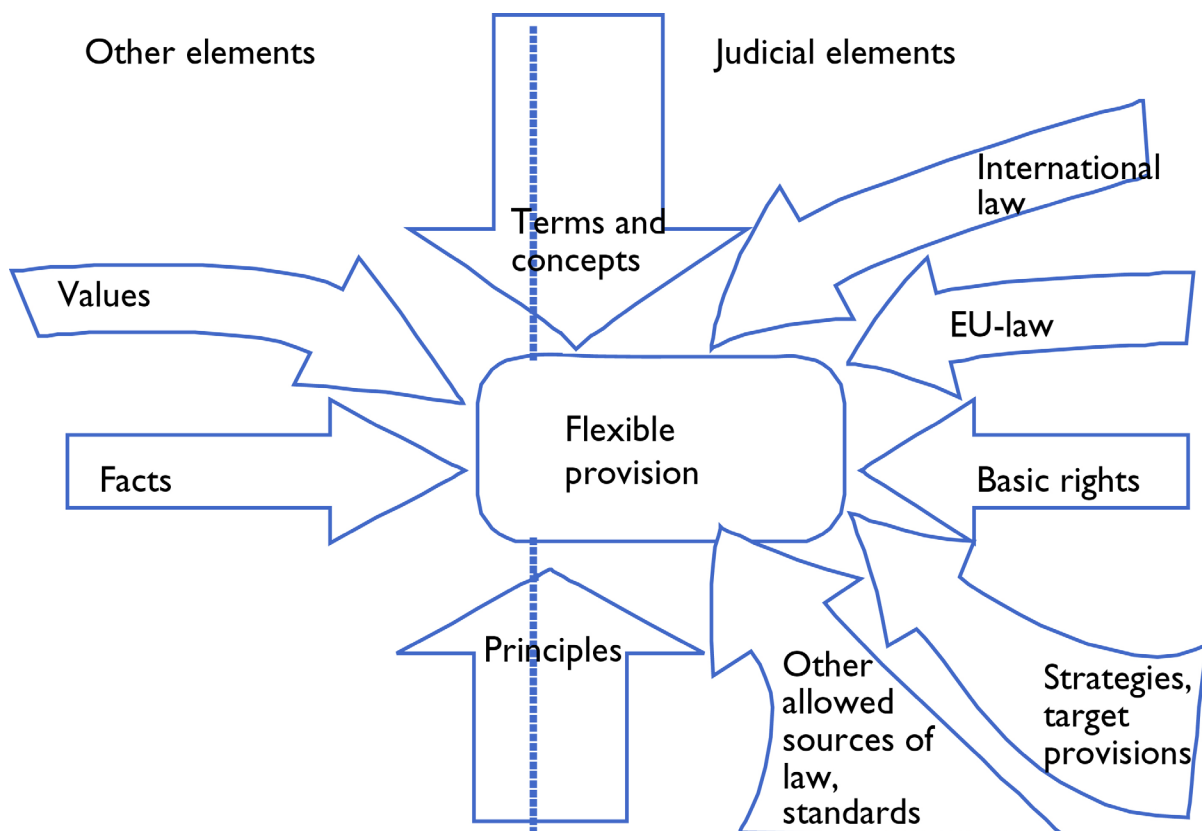 Other elements
Judicial elements
International
law
Terms and
concepts
Values
EU-law
Flexible
provision
Facts
Basic rights
Principles
Other
allowed
sources of
law,
standards
Strategies,
target
provisions